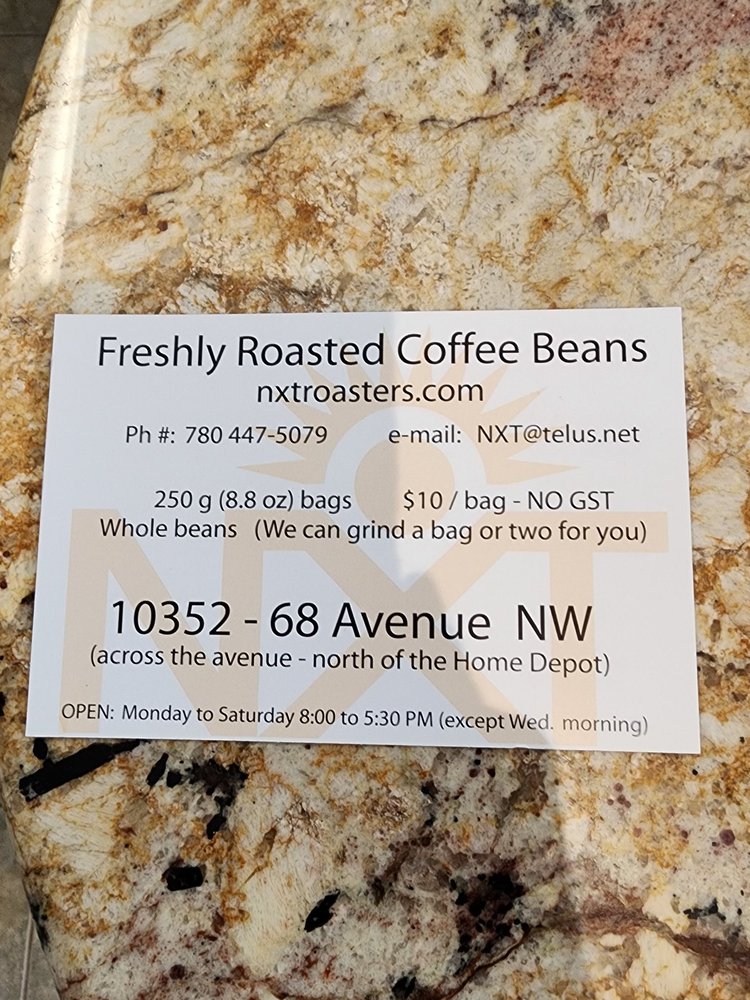 Freshly Roasted Coffee Beans
nxtroasters.com
Ph #: 780 447-5079 e-mail: NXT@telus.net
250 g (8.8 oz) bags $10 / bag - NO GST
Whole beans (We can grind a bag or two for you)
NXT
10352 - 68 Avenue NW
(across the avenue - north of the Home Depot)
OPEN: Monday to Saturday 8:00 to 5:30 PM (except Wed. morning)